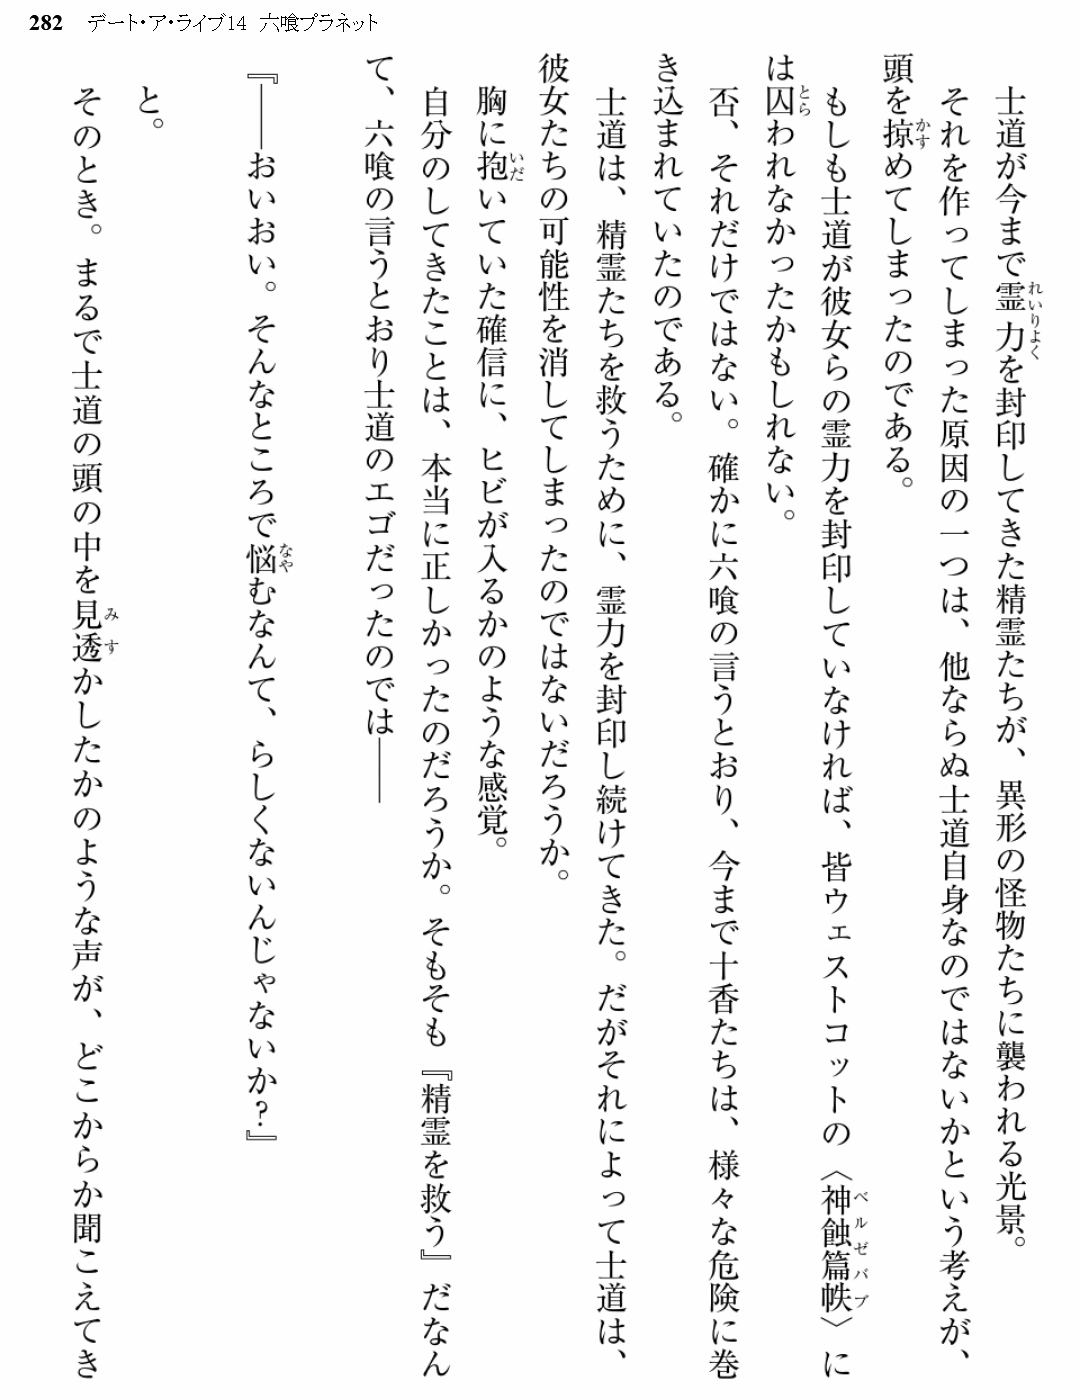 282 デート・ア・ライブ14 六喰プラネット
士道が今まで霊力を封印してきた精霊たちが、異形の怪物たちに襲われる光景。
それを作ってしまった原因の一つは、他ならぬ士道自身なのではないかという考えが、
頭を掠めてしまったのである。
もしも士道が彼女らの霊力を封印していなければ、皆ウェストコットの〈神蝕篇帙〉に
は囚われなかったかもしれない。
否、それだけではない。確かに六喰の言うとおり、今まで十香たちは、様々な危険に巻
き込まれていたのである。
士道は、精霊たちを救うために、霊力を封印し続けてきた。だがそれによって士道は、
彼女たちの可能性を消してしまったのではないだろうか。
胸に抱いていた確信に、ヒビが入るかのような感覚。
自分のしてきたことは、本当に正しかったのだろうか。そもそも『精霊を救う』だなん
て、六喰の言うとおり士道のエゴだったのでは――
『――おいおい。そんなところで悩むなんて、らしくないんじゃないか?』
と。
そのとき。まるで士道の頭の中を見透かしたかのような声が、どこからか聞こえてき